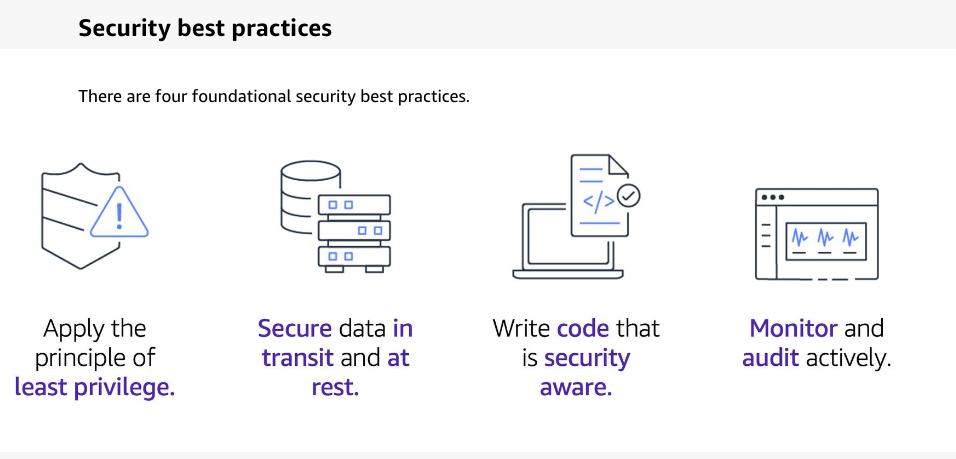 Security best practices
There are four foundational security best practices.
</>
Apply the
principle of
least privilege.
Secure data in
transit and at
rest.
Write code that
is security
aware.
Monitor and
audit actively.